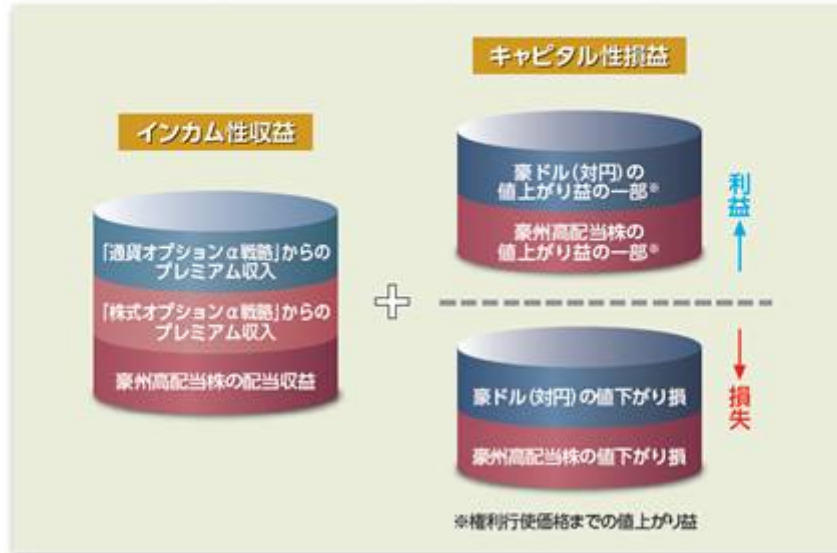 キャピタル性損益
インカム性収益
豪ドル(対円)の
値上がり益の一部※
豪州高配当株の
値上がり益の一部※
利益
「通貨オプションα戦略」からの
プレミアム収入
「株式オプションα戦略」からの
プレミアム収入
豪州高配当株の配当収益
+
豪ドル(対円)の値下がり損
豪州高配当株の値下がり損
損失
※権利行使価格までの値上がり益